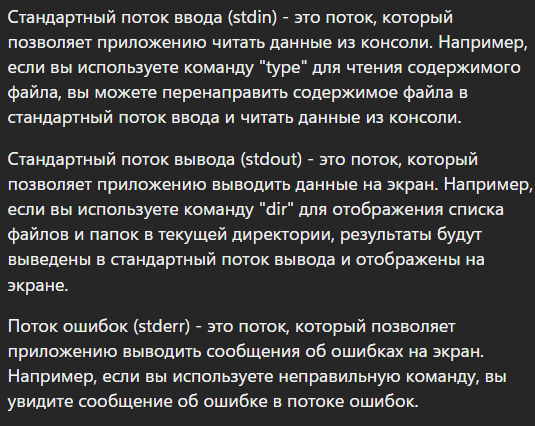 Стандартный поток ввода (stdin) - это поток, который
позволяет приложению читать данные из консоли. Например,
если вы используете команду "type" для чтения содержимого
файла, вы можете перенаправить содержимое файла в
стандартный поток ввода и читать данные из консоли.
Стандартный поток вывода (stdout) - это поток, который
позволяет приложению выводить данные на экран. Например,
если вы используете команду "dir" для отображения списка
файлов и папок в текущей директории, результаты будут
выведены в стандартный поток вывода и отображены на
экране.
Поток ошибок (stderr) - это поток, который позволяет
приложению выводить сообщения об ошибках на экран.
Например, если вы используете неправильную команду, вы
увидите сообщение об ошибке в потоке ошибок.